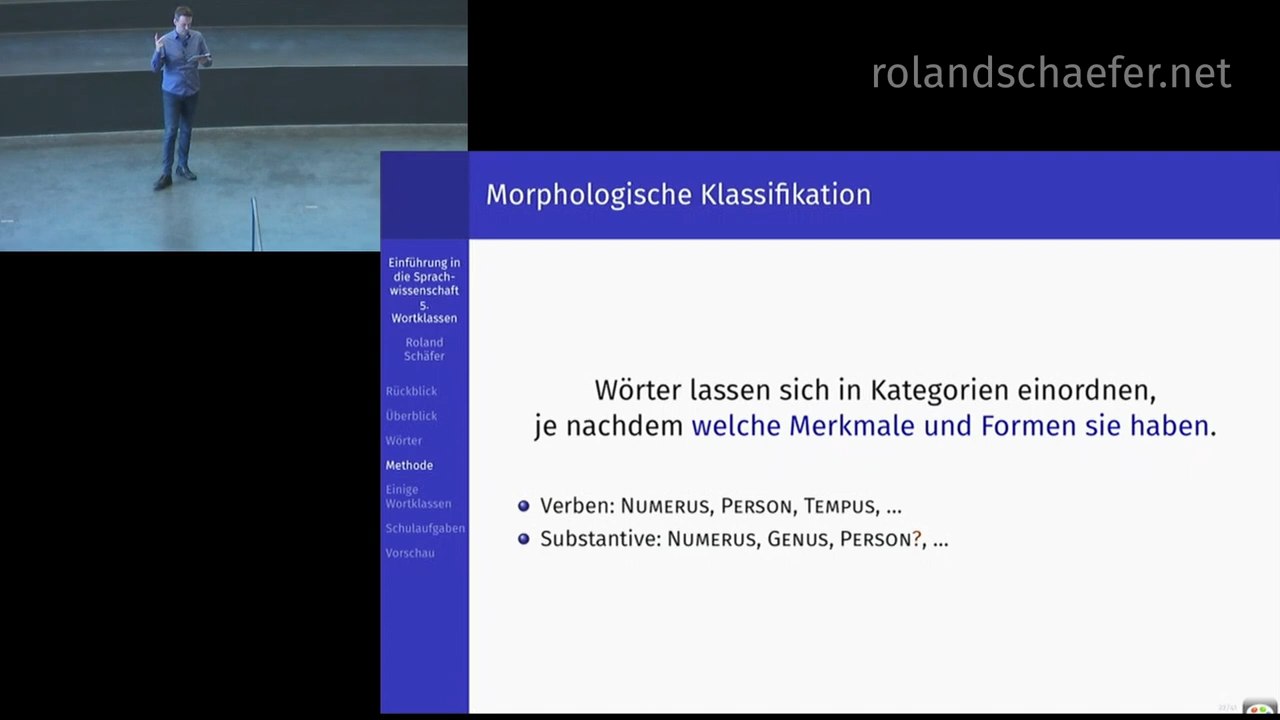 rolandschaefer.net
Morphologische Klassifikation
Einführung in
die Sprach-
wissenschaft
5.
Wortklassen
Roland
Schäfer
Rückblick
Überblick
Wörter
Methode
Einige
Wortklassen
Schulaufgaben
Vorschau
Wörter lassen sich in Kategorien einordnen,
je nachdem welche Merkmale und Formen sie haben.
Verben: NUMERUS, PERSON, TEMPUS, ...
Substantive: NUMERUS, GENUS, PERSON?, ...